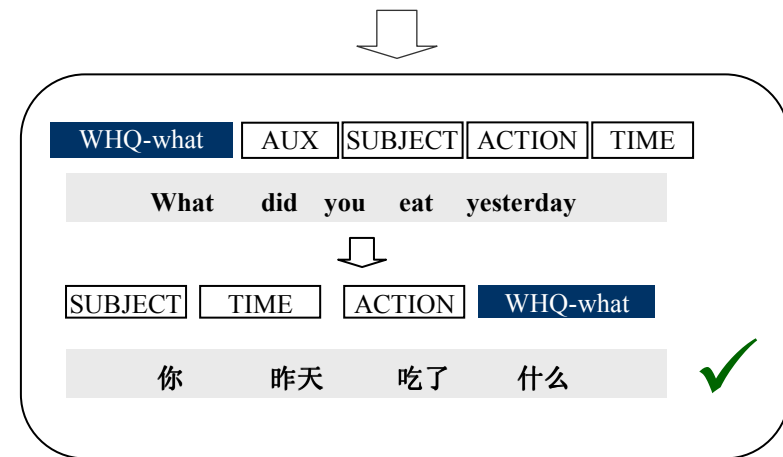 WHQ-what AUX SUBJECT ACTION TIME
What did you eat yesterday
SUBJECT TIME ACTION WHQ-what
你 昨天 吃了 什么